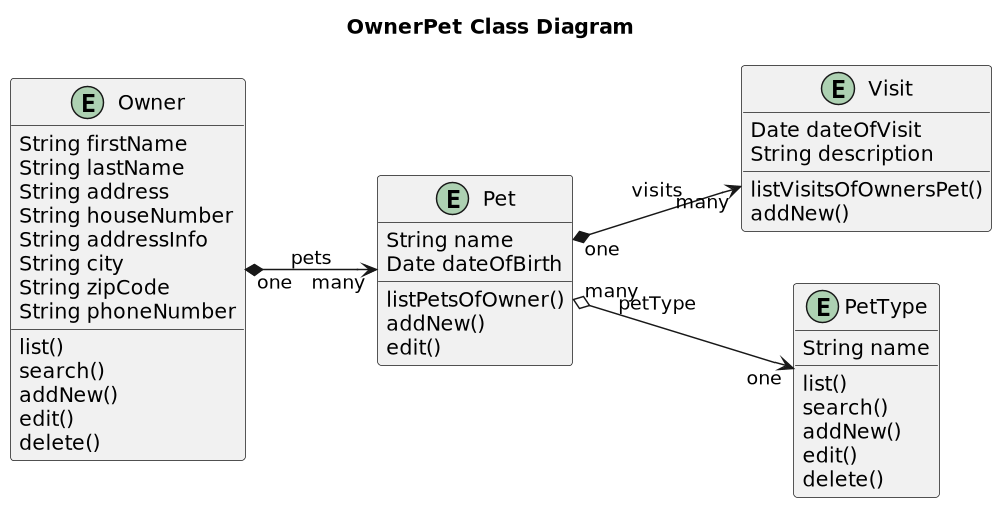 OwnerPet Class Diagram
E Owner
String firstName
String lastName
String address
String houseNumber
String addressInfo
String city
String zipCode
String phoneNumber
list()
search()
addNew()
edit()
delete()
pets
one many
E Pet
String name
Date dateOfBirth
listPetsOfOwner()
addNew()
edit()
visits
many
one
many
petType
one
E Visit
Date dateOfVisit
String description
listVisitsOfOwnersPet()
addNew()
E PetType
String name
list()
search()
addNew()
edit()
delete()